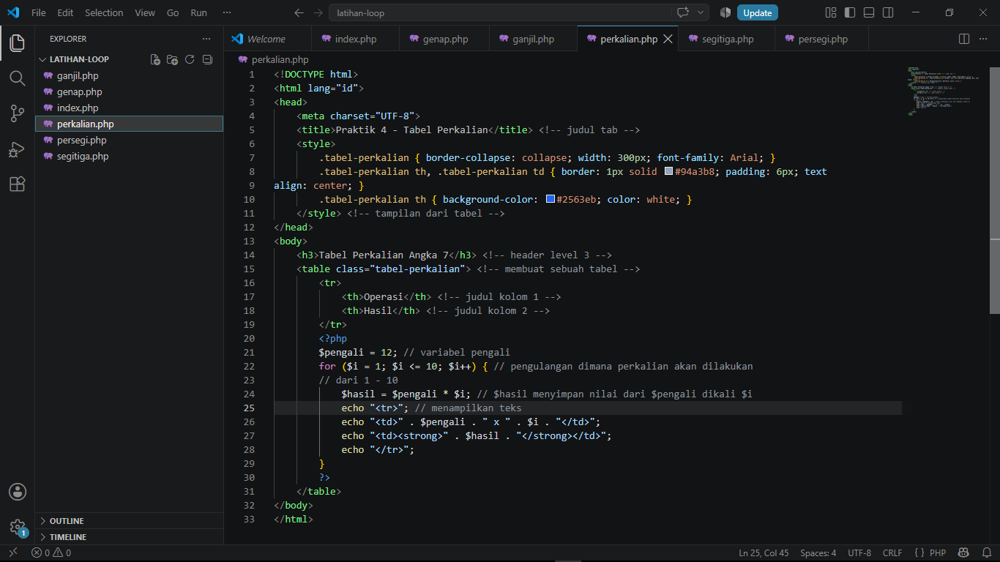 File Edit Selection View Go Run ··· latihan-loop Update
EXPLORER ···
LATIHAN-LOOP
ganjil.php
genap.php
index.php
perkalian.php
persegi.php
segitiga.php
OUTLINE
TIMELINE
Welcome index.php genap.php ganjil.php perkalian.php segitiga.php persegi.php ···
perkalian.php
1 <!DOCTYPE html>
2 <html lang="id">
3 <head>
4 <meta charset="UTF-8">
5 <title>Praktik 4 - Tabel Perkalian</title> <!-- judul tab -->
6 <style>
7 .tabel-perkalian { border-collapse: collapse; width: 300px; font-family: Arial; }
8 .tabel-perkalian th, .tabel-perkalian td { border: 1px solid #94a3b8; padding: 6px; text
9 align: center; }
10 .tabel-perkalian th { background-color: #2563eb; color: white; }
11 </style> <!-- tampilan dari tabel -->
12 </head>
13 <body>
14 <h3>Tabel Perkalian Angka 7</h3> <!-- header level 3 -->
15 <table class="tabel-perkalian"> <!-- membuat sebuah tabel -->
16 <tr>
17 <th>Operasi</th> <!-- judul kolom 1 -->
18 <th>Hasil</th> <!-- judul kolom 2 -->
19 </tr>
20 <?php
21 $pengali = 12; // variabel pengali
22 for ($i = 1; $i <= 10; $i++) { // pengulangan dimana perkalian akan dilakukan
23 // dari 1 - 10
24 $hasil = $pengali * $i; // $hasil menyimpan nilai dari $pengali dikali $i
25 echo "<tr>"; // menampilkan teks
26 echo "<td>" . $pengali . " x " . $i . "</td>";
27 echo "<td><strong>" . $hasil . "</strong></td>";
28 echo "</tr>";
29 }
30 ?>
31 </table>
32 </body>
33 </html>
1
0 0 Ln 25, Col 45 Spaces: 4 UTF-8 CRLF { } PHP